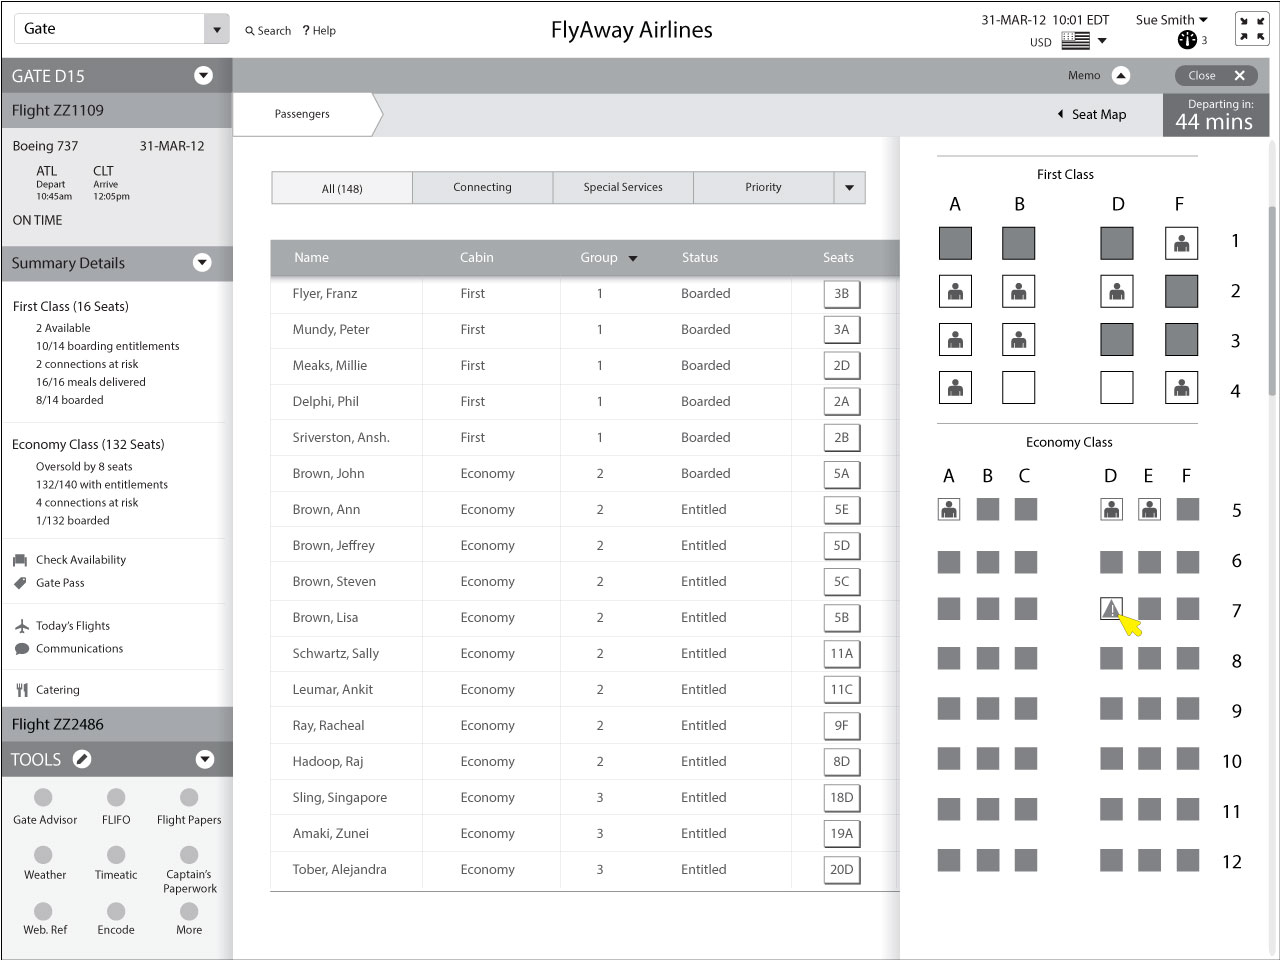 Gate
Search ? Help
FlyAway Airlines
31-MAR-12 10:01 EDT
Sue Smith
USD
3
GATE D15
Memo
Close X
Flight ZZ1109
Passengers
Seat Map
Departing in:
44 mins
Boeing 737 31-MAR-12
ATL CLT
Depart Arrive
10:45am 12:05pm
ON TIME
Summary Details
First Class (16 Seats)
2 Available
10/14 boarding entitlements
2 connections at risk
16/16 meals delivered
8/14 boarded
Economy Class (132 Seats)
Oversold by 8 seats
132/140 with entitlements
4 connections at risk
1/132 boarded
Check Availability
Gate Pass
Today's Flights
Communications
Catering
Flight ZZ2486
TOOLS
Gate Advisor FLIFO Flight Papers
Weather Timeatic Captain's
Paperwork
Web. Ref Encode More
All (148) Connecting Special Services Priority
Name Cabin Group Status Seats
Flyer, Franz First 1 Boarded 3B
Mundy, Peter First 1 Boarded 3A
Meaks, Millie First 1 Boarded 2D
Delphi, Phil First 1 Boarded 2A
Sriverston, Ansh. First 1 Boarded 2B
Brown, John Economy 2 Boarded 5A
Brown, Ann Economy 2 Entitled 5E
Brown, Jeffrey Economy 2 Entitled 5D
Brown, Steven Economy 2 Entitled 5C
Brown, Lisa Economy 2 Entitled 5B
Schwartz, Sally Economy 2 Entitled 11A
Leumar, Ankit Economy 2 Entitled 11C
Ray, Racheal Economy 2 Entitled 9F
Hadoop, Raj Economy 2 Entitled 8D
Sling, Singapore Economy 3 Entitled 18D
Amaki, Zunei Economy 3 Entitled 19A
Tober, Alejandra Economy 3 Entitled 20D
First Class
A B D F
1
2
3
4
Economy Class
A B C D E F
5
6
7
8
9
10
11
12